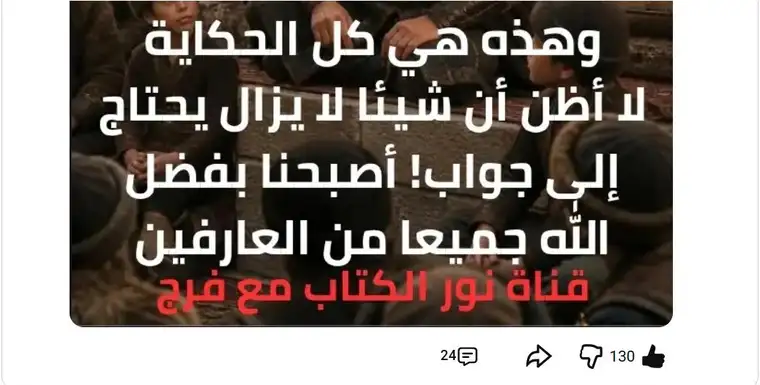 وهذه هي كل الحكاية
لا أظن أن شيئا لا يزال يحتاج
إلى جواب! أصبحنا بفضل
الله جميعا من العارفين
قناة نور الكتاب مع فرج
24
130